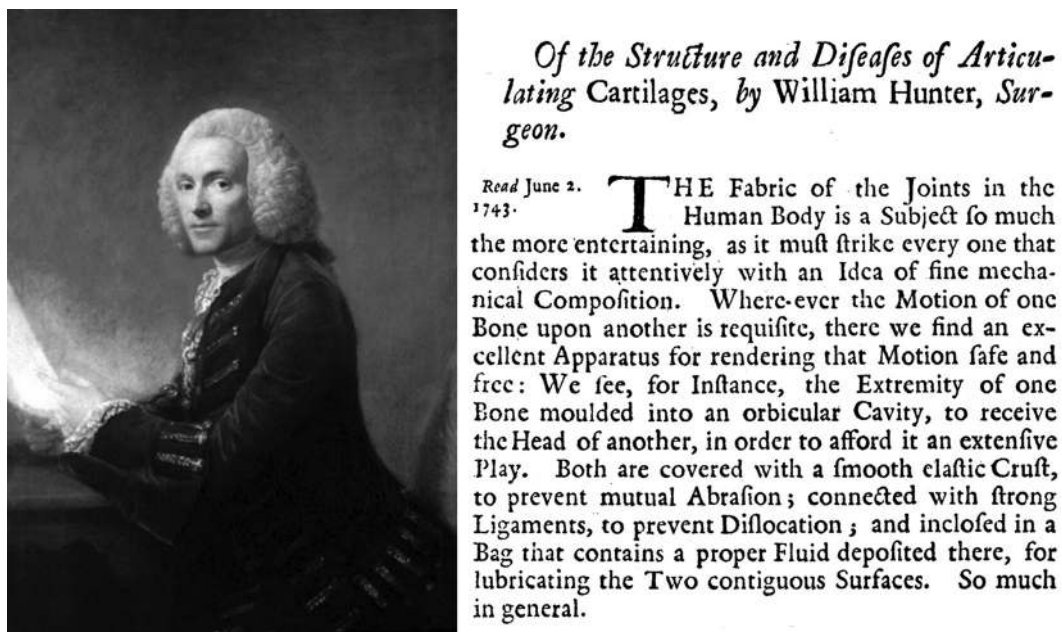 Of the Structure and Diſeaſes of Articu-
lating Cartilages, by William Hunter, Sur-
geon.
Read June 2.
1743.
THE Fabric of the Joints in the
Human Body is a Subject ſo much
the more entertaining, as it muſt ſtrike every one that
conſiders it attentively with an Idea of fine mecha-
nical Compoſition. Where-ever the Motion of one
Bone upon another is requiſite, there we find an ex-
cellent Apparatus for rendering that Motion ſafe and
free: We ſee, for Inſtance, the Extremity of one
Bone moulded into an orbicular Cavity, to receive
the Head of another, in order to afford it an extenſive
Play. Both are covered with a ſmooth elaſtic Cruſt,
to prevent mutual Abraſion; connected with ſtrong
Ligaments, to prevent Diſlocation; and incloſed in a
Bag that contains a proper Fluid depoſited there, for
lubricating the Two contiguous Surfaces. So much
in general.